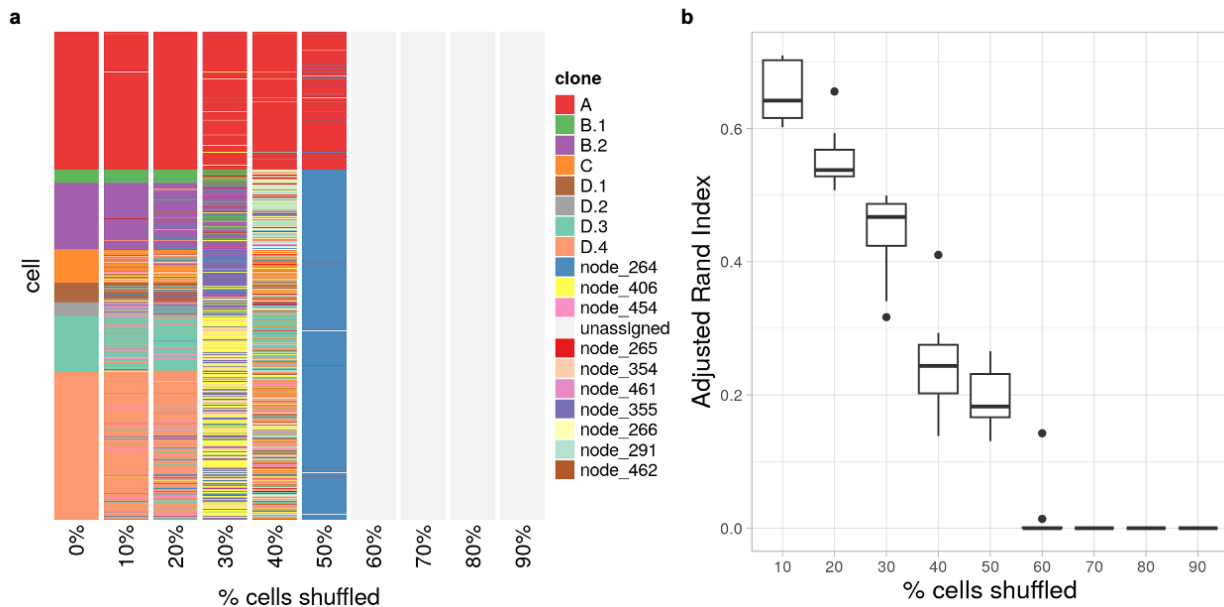 a
cell
0%
10%
20%
30%
40%
50%
60%
70%
80%
90%
% cells shuffled
clone
A
B.1
B.2
C
D.1
D.2
D.3
D.4
node_264
node_406
node_454
unassigned
node_265
node_354
node_461
node_355
node_266
node_291
node_462
b
Adjusted Rand Index
0.6
0.4
0.2
0.0
10 20 30 40 50 60 70 80 90
% cells shuffled